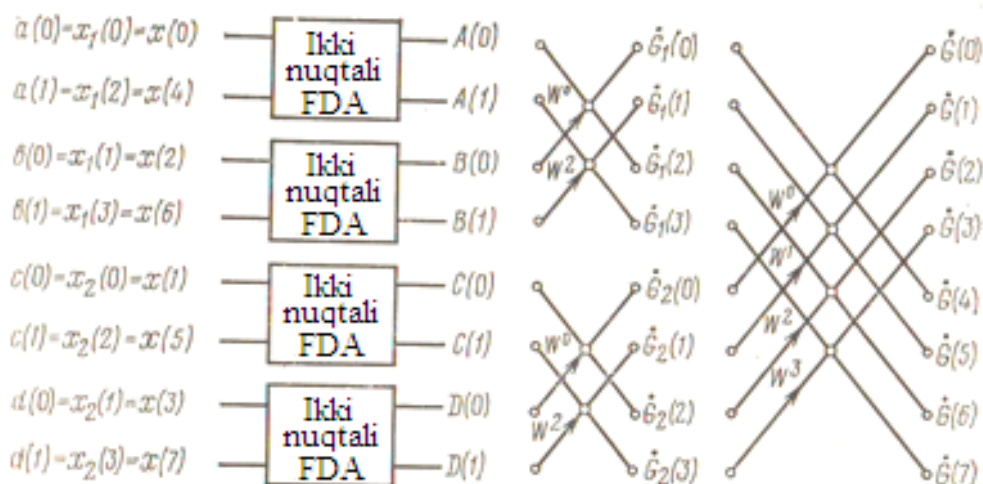 a(0)=x₁(0)=x(0)
a(1)=x₁(2)=x(4)
Ikki
nuqtali
FDA
A(0)
A(1)
в(0)=x₁(1)=x(2)
в(1)=x₁(3)=x(6)
Ikki
nuqtali
FDA
B(0)
B(1)
c(0)=x₂(0)=x(1)
c(1)=x₂(2)=x(5)
Ikki
nuqtali
FDA
C(0)
C(1)
d(0)=x₂(1)=x(3)
d(1)=x₂(3)=x(7)
Ikki
nuqtali
FDA
D(0)
D(1)
W⁰
W²
Ġ₁(0)
Ġ₁(1)
Ġ₁(2)
Ġ₁(3)
W⁰
W²
Ġ₂(0)
Ġ₂(1)
Ġ₂(2)
Ġ₂(3)
W⁰
W¹
W²
W³
Ġ(0)
Ġ(1)
Ġ(2)
Ġ(3)
Ġ(4)
Ġ(5)
Ġ(6)
Ġ(7)